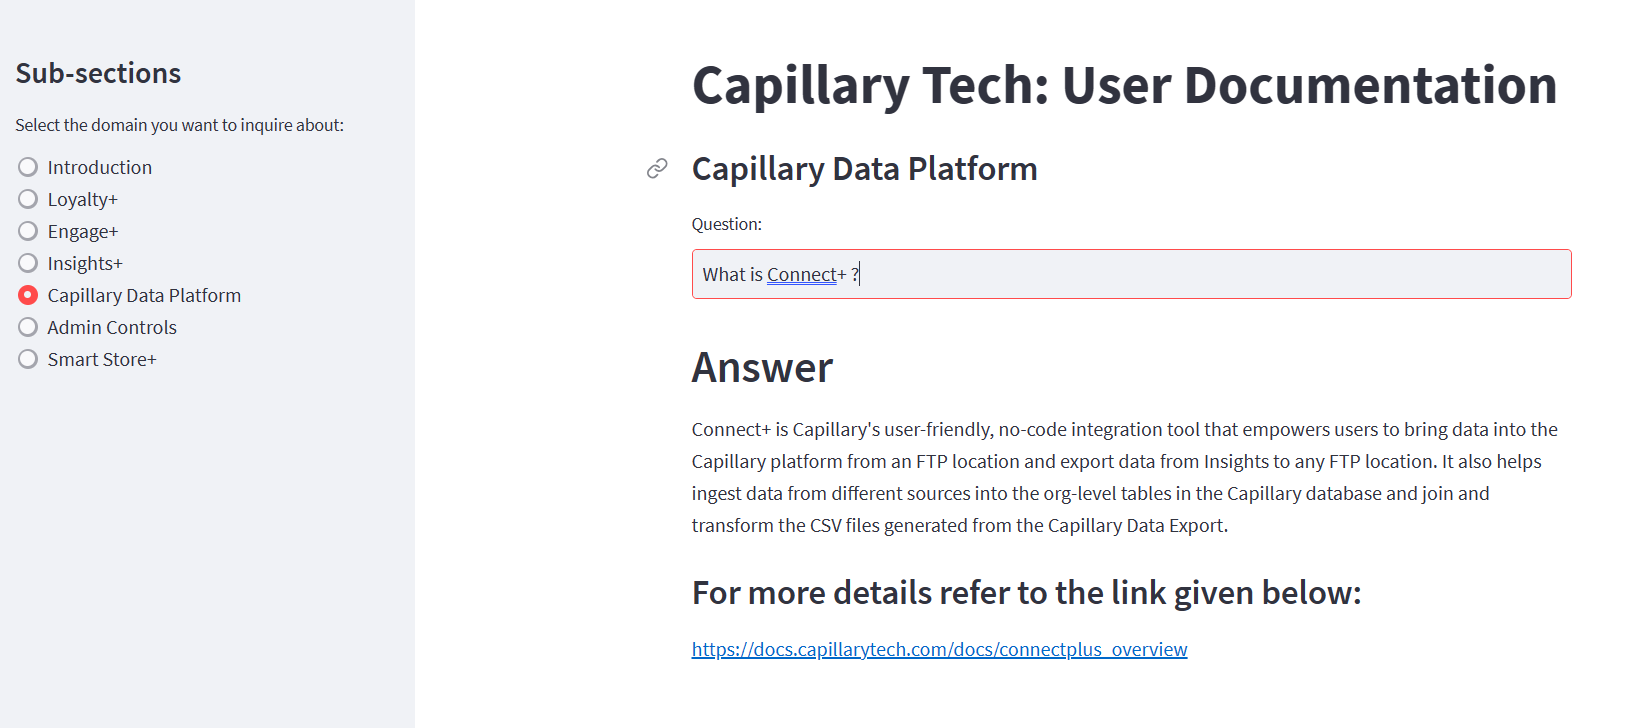 Sub-sections
Select the domain you want to inquire about:
Introduction
Loyalty+
Engage+
Insights+
Capillary Data Platform
Admin Controls
Smart Store+
Capillary Tech: User Documentation
Capillary Data Platform
Question:
What is Connect+ ?
Answer
Connect+ is Capillary's user-friendly, no-code integration tool that empowers users to bring data into the
Capillary platform from an FTP location and export data from Insights to any FTP location. It also helps
ingest data from different sources into the org-level tables in the Capillary database and join and
transform the CSV files generated from the Capillary Data Export.
For more details refer to the link given below:
https://docs.capillarytech.com/docs/connectplus_overview